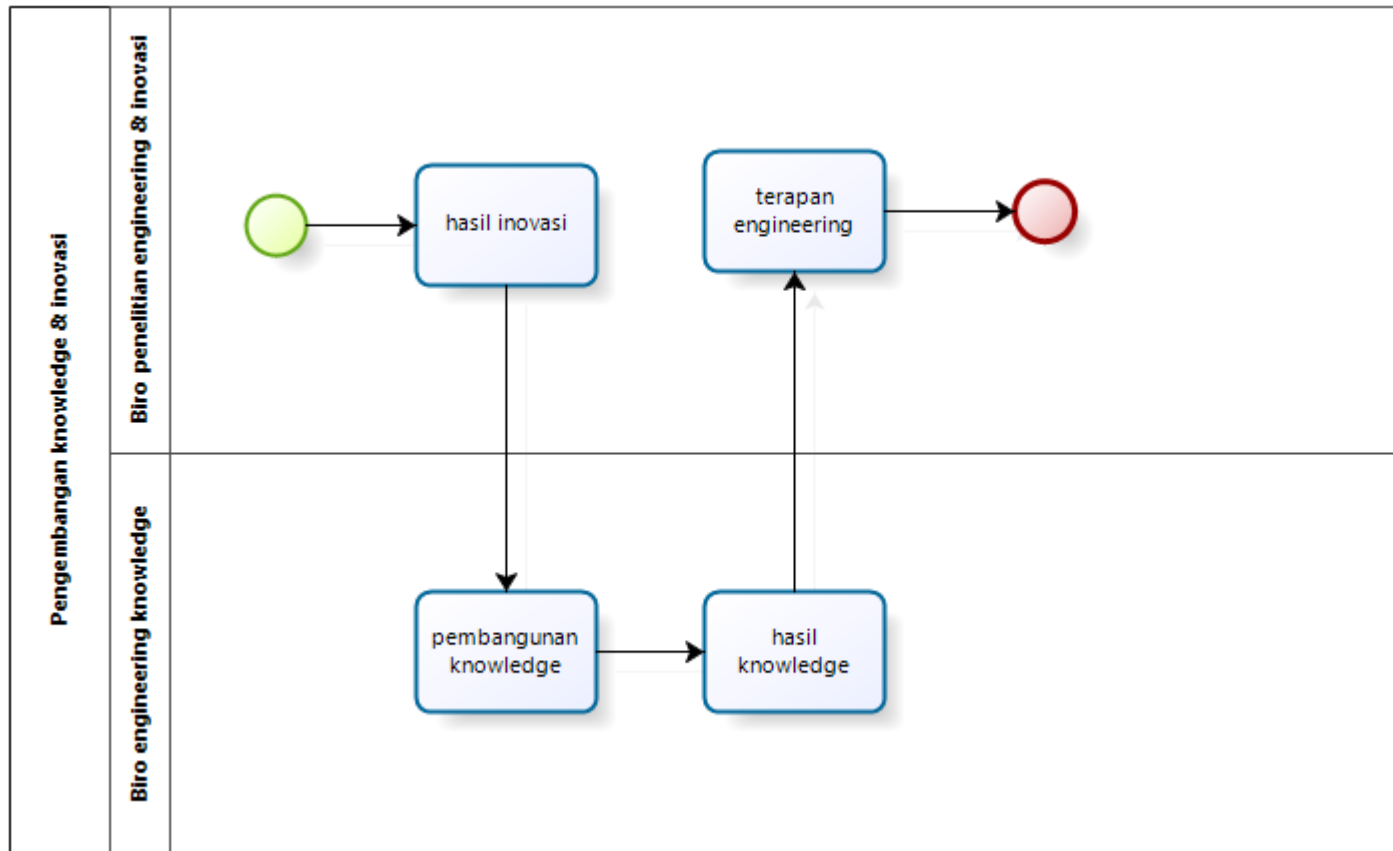 Pengembangan knowledge & inovasi
Biro penelitian engineering & inovasi
hasil inovasi
terapan
engineering
Biro engineering knowledge
pembangunan
knowledge
hasil
knowledge